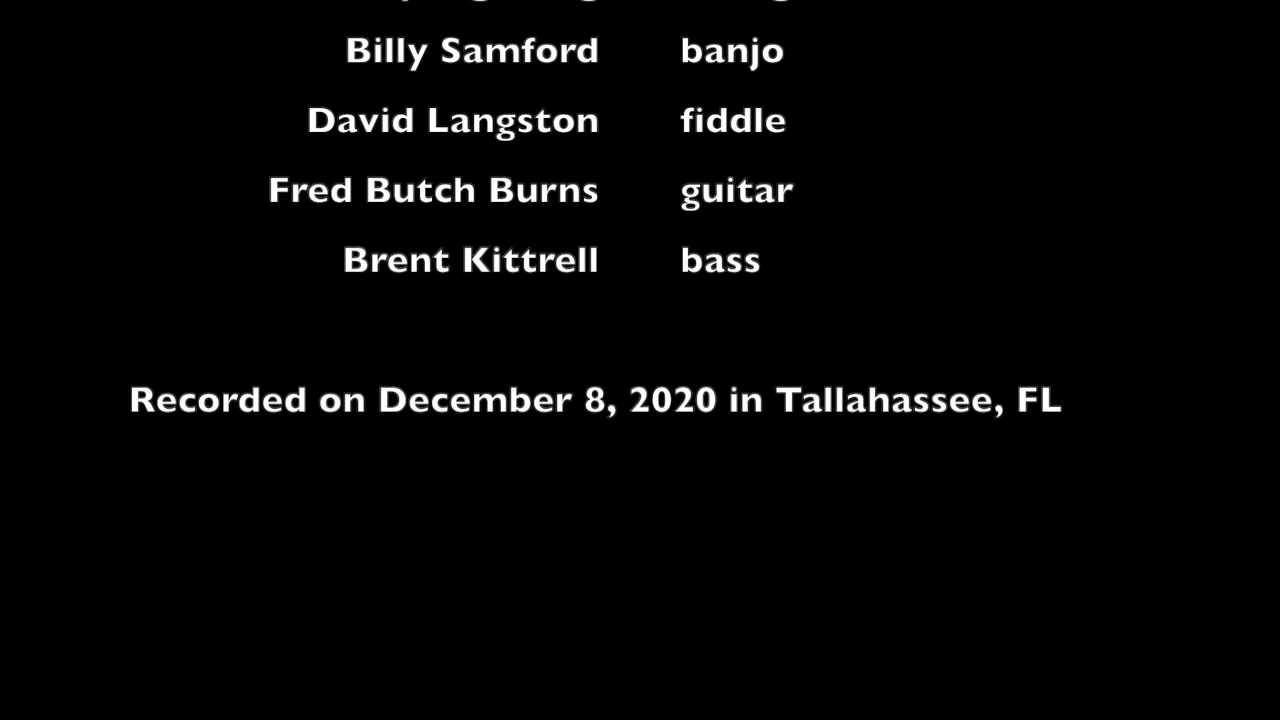 Billy Samford banjo
David Langston fiddle
Fred Butch Burns guitar
Brent Kittrell bass
Recorded on December 8, 2020 in Tallahassee, FL